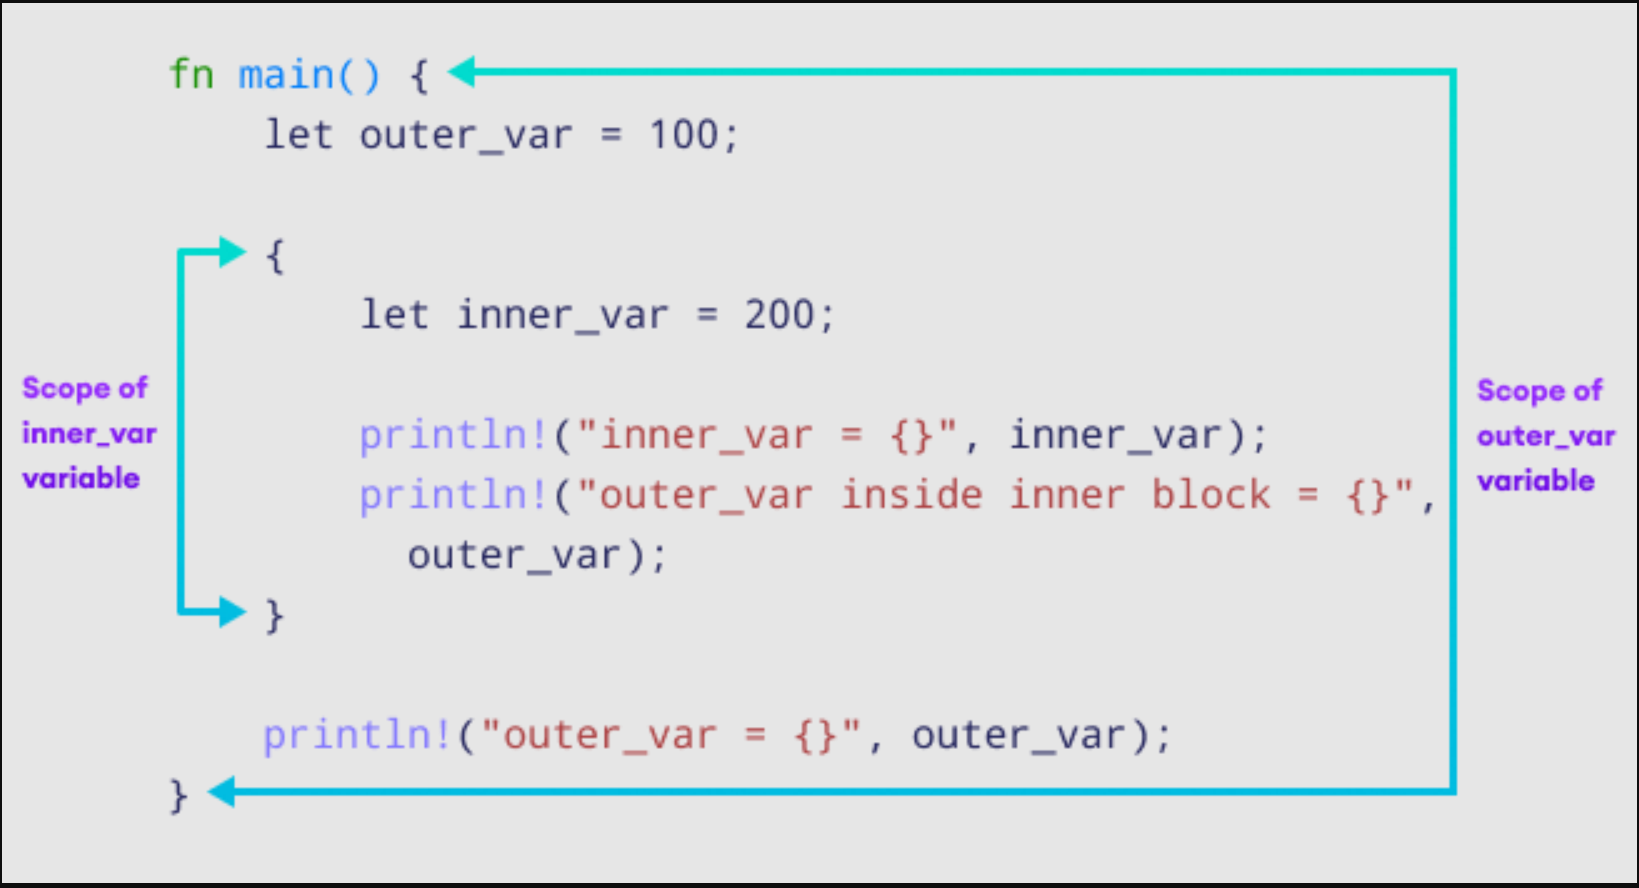 fn main() {
let outer_var = 100;
{
let inner_var = 200;
println!("inner_var = {}", inner_var);
println!("outer_var inside inner block = {}",
outer_var);
}
println!("outer_var = {}", outer_var);
}
Scope of
inner_var
variable
Scope of
outer_var
variable